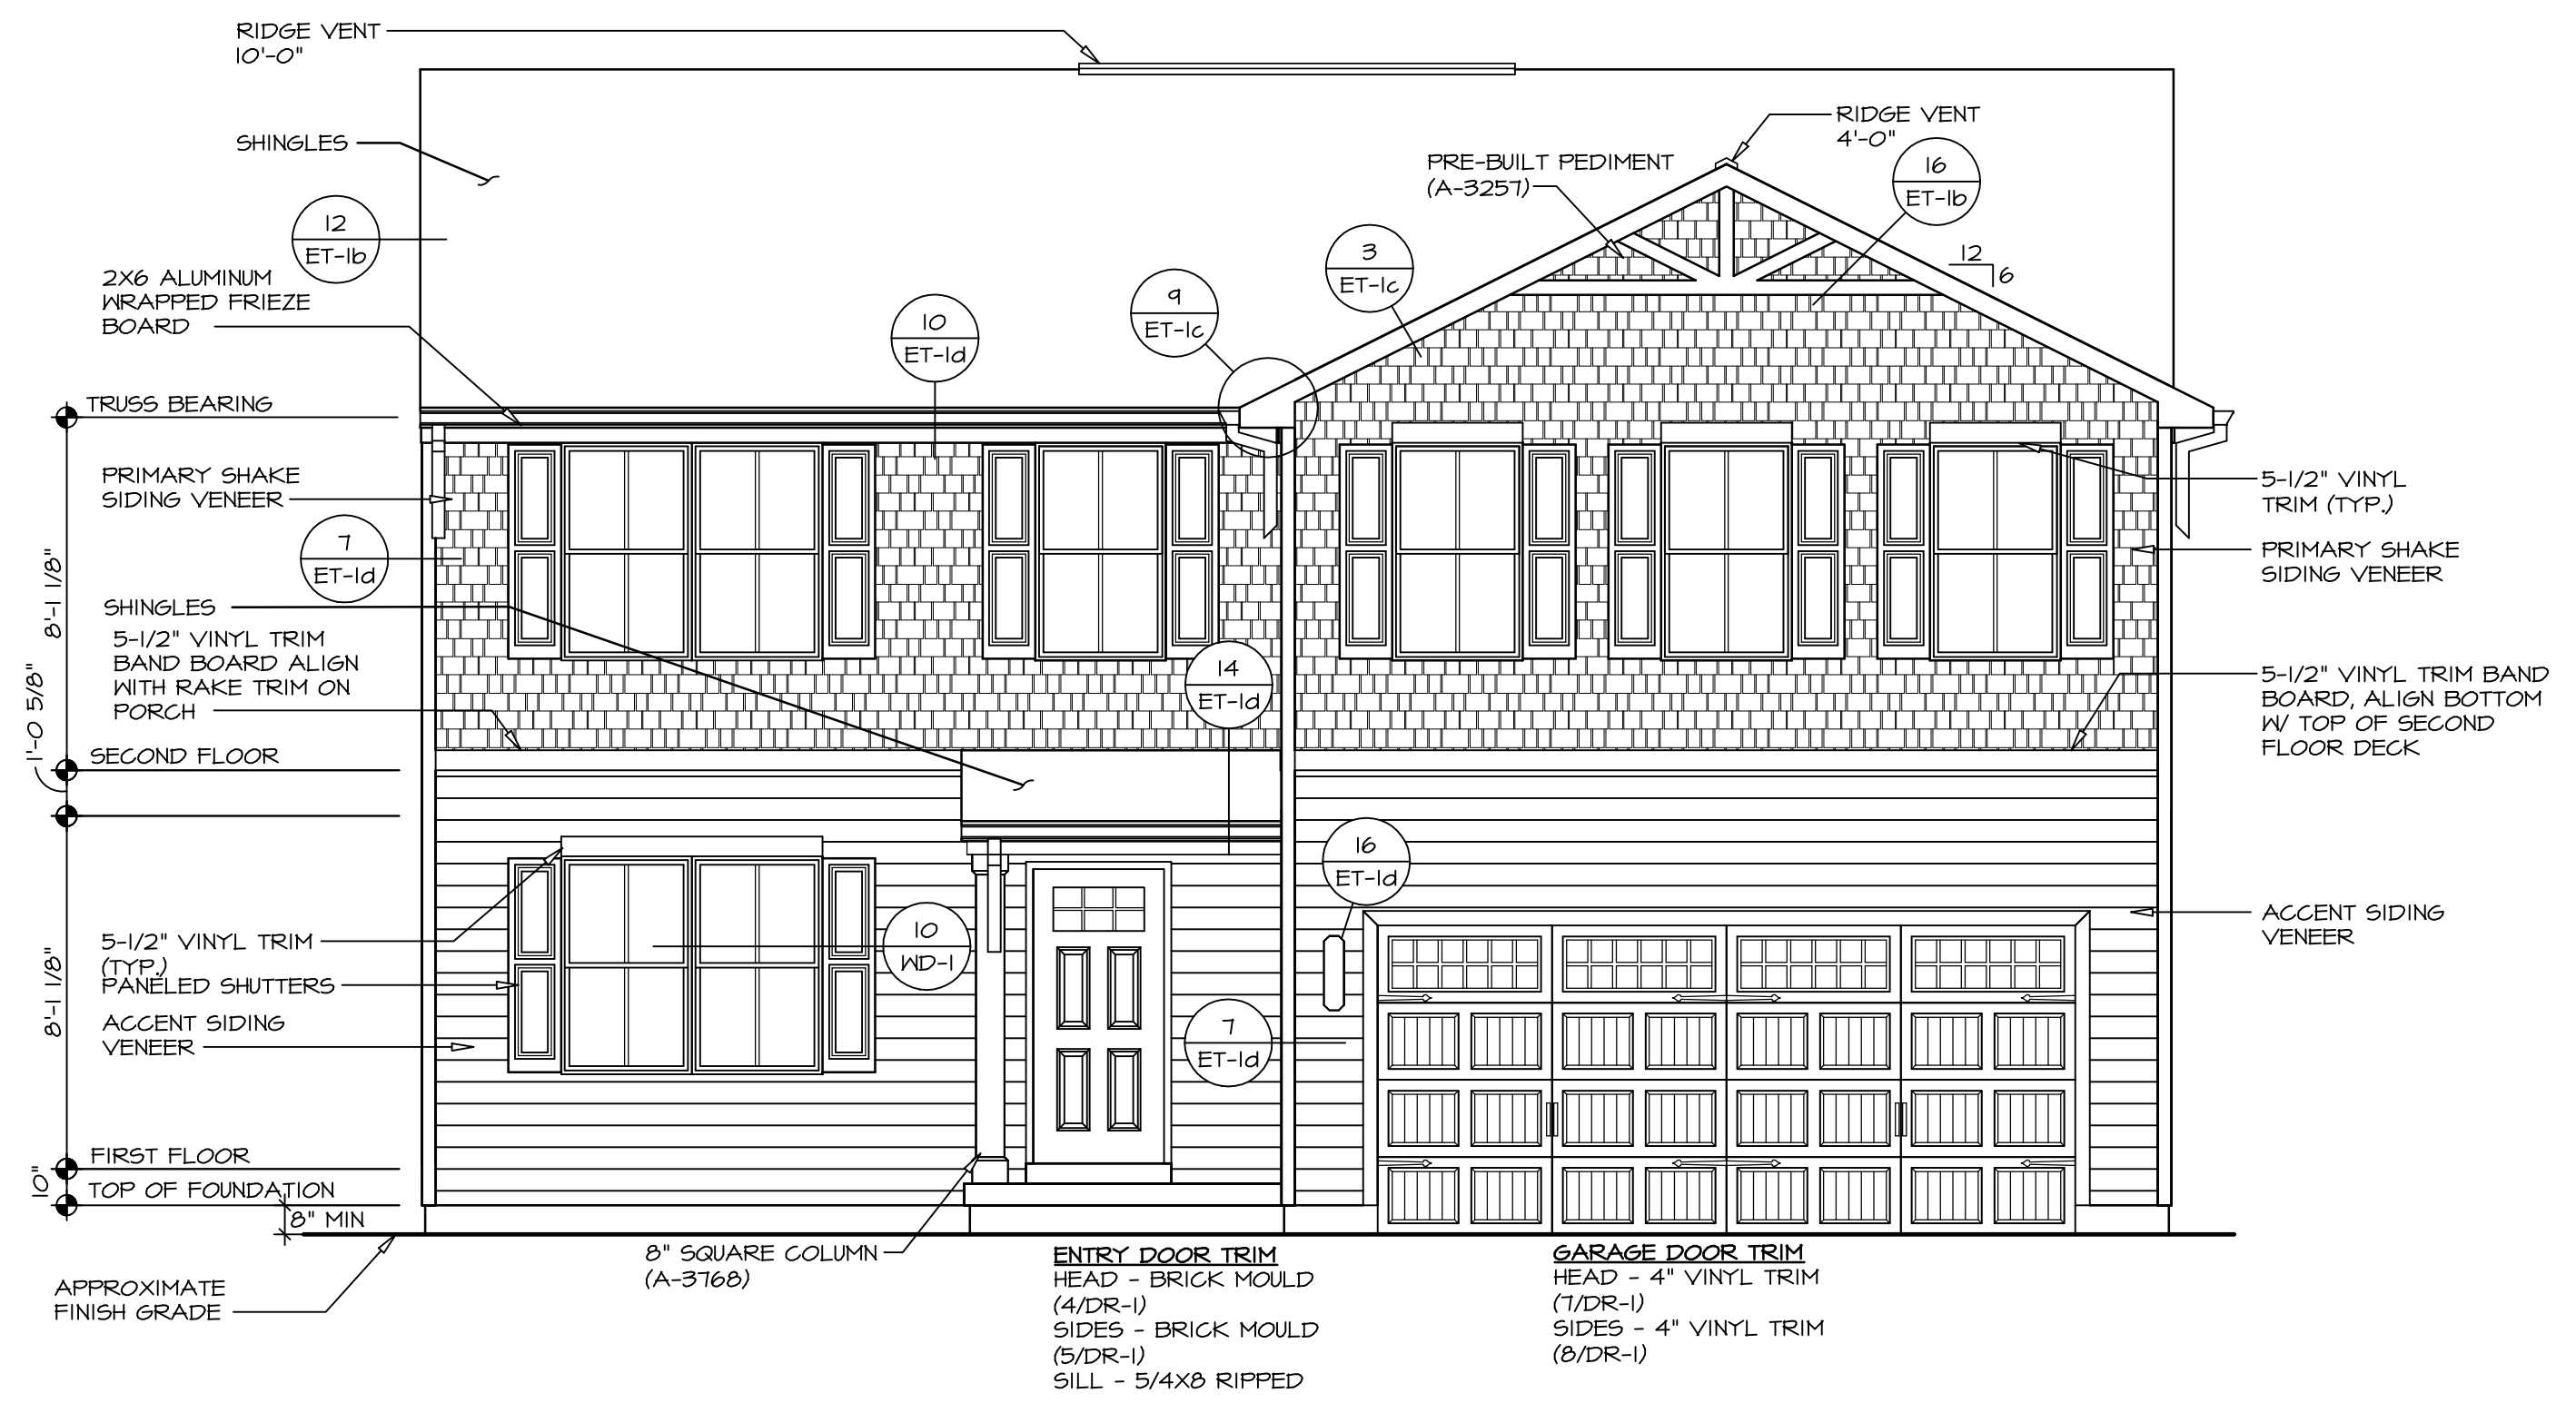 RIDGE VENT
10'-0"
SHINGLES
12
ET-1b
2X6 ALUMINUM
WRAPPED FRIEZE
BOARD
TRUSS BEARING
PRIMARY SHAKE
SIDING VENEER
7
ET-1d
8'-1 1/8"
SHINGLES
5-1/2" VINYL TRIM
BAND BOARD ALIGN
WITH RAKE TRIM ON
PORCH
1'-0 5/8"
SECOND FLOOR
5-1/2" VINYL TRIM
(TYP.)
PANELED SHUTTERS
ACCENT SIDING
VENEER
8'-1 1/8"
FIRST FLOOR
10"
TOP OF FOUNDATION
8" MIN
APPROXIMATE
FINISH GRADE
10
ET-1d
9
ET-1c
3
ET-1c
PRE-BUILT PEDIMENT
(A-3257)
RIDGE VENT
4'-0"
16
ET-1b
12
6
14
ET-1d
10
WD-1
16
ET-1d
7
ET-1d
5-1/2" VINYL
TRIM (TYP.)
PRIMARY SHAKE
SIDING VENEER
5-1/2" VINYL TRIM BAND
BOARD, ALIGN BOTTOM
W/ TOP OF SECOND
FLOOR DECK
ACCENT SIDING
VENEER
8" SQUARE COLUMN
(A-3768)
ENTRY DOOR TRIM
HEAD - BRICK MOULD
(4/DR-1)
SIDES - BRICK MOULD
(5/DR-1)
SILL - 5/4X8 RIPPED
GARAGE DOOR TRIM
HEAD - 4" VINYL TRIM
(7/DR-1)
SIDES - 4" VINYL TRIM
(8/DR-1)